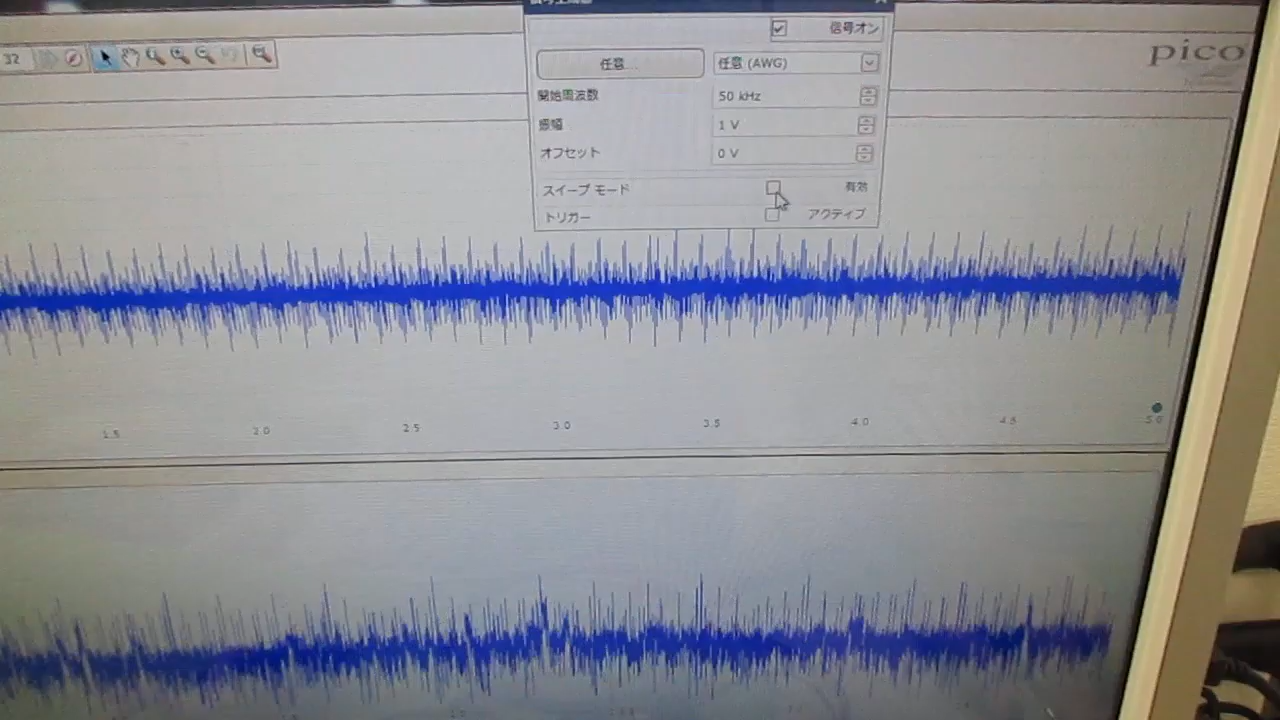 信号オン
32
pico
任意...
任意 (AWG)
開始周波数
50 kHz
振幅
1 V
オフセット
0 V
スイープ モード
有効
トリガー
アクティブ
1.5
2.0
2.5
3.0
3.5
4.0
4.5
5.0